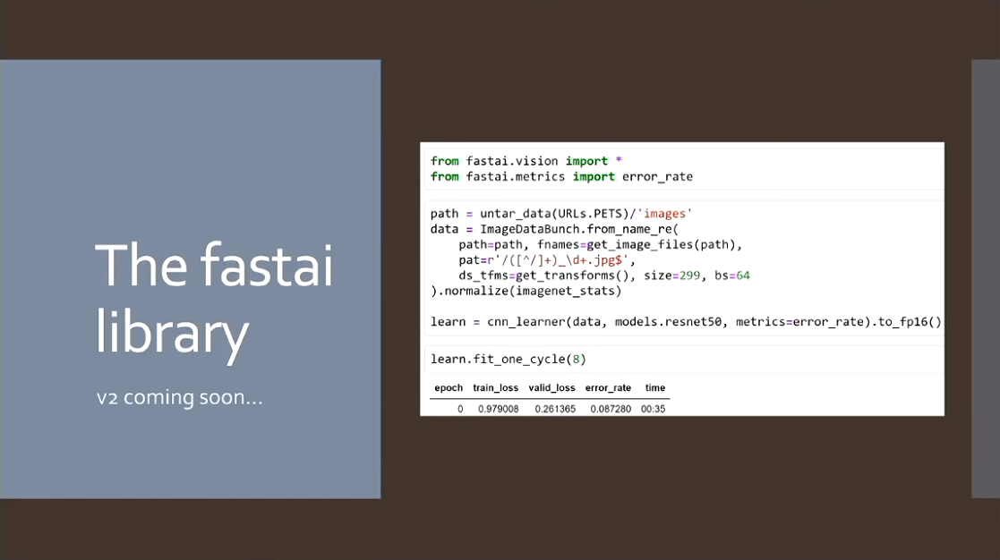 The fastai
library
v2 coming soon...
from fastai.vision import *
from fastai.metrics import error_rate
path = untar_data(URLs.PETS)/'images'
data = ImageDataBunch.from_name_re(
    path=path, fnames=get_image_files(path),
    pat=r'/([^/]+)_\d+.jpg$',
    ds_tfms=get_transforms(), size=299, bs=64
).normalize(imagenet_stats)
learn = cnn_learner(data, models.resnet50, metrics=error_rate).to_fp16()
learn.fit_one_cycle(8)
epoch train_loss valid_loss error_rate time
0 0.979008 0.261365 0.087280 00:35